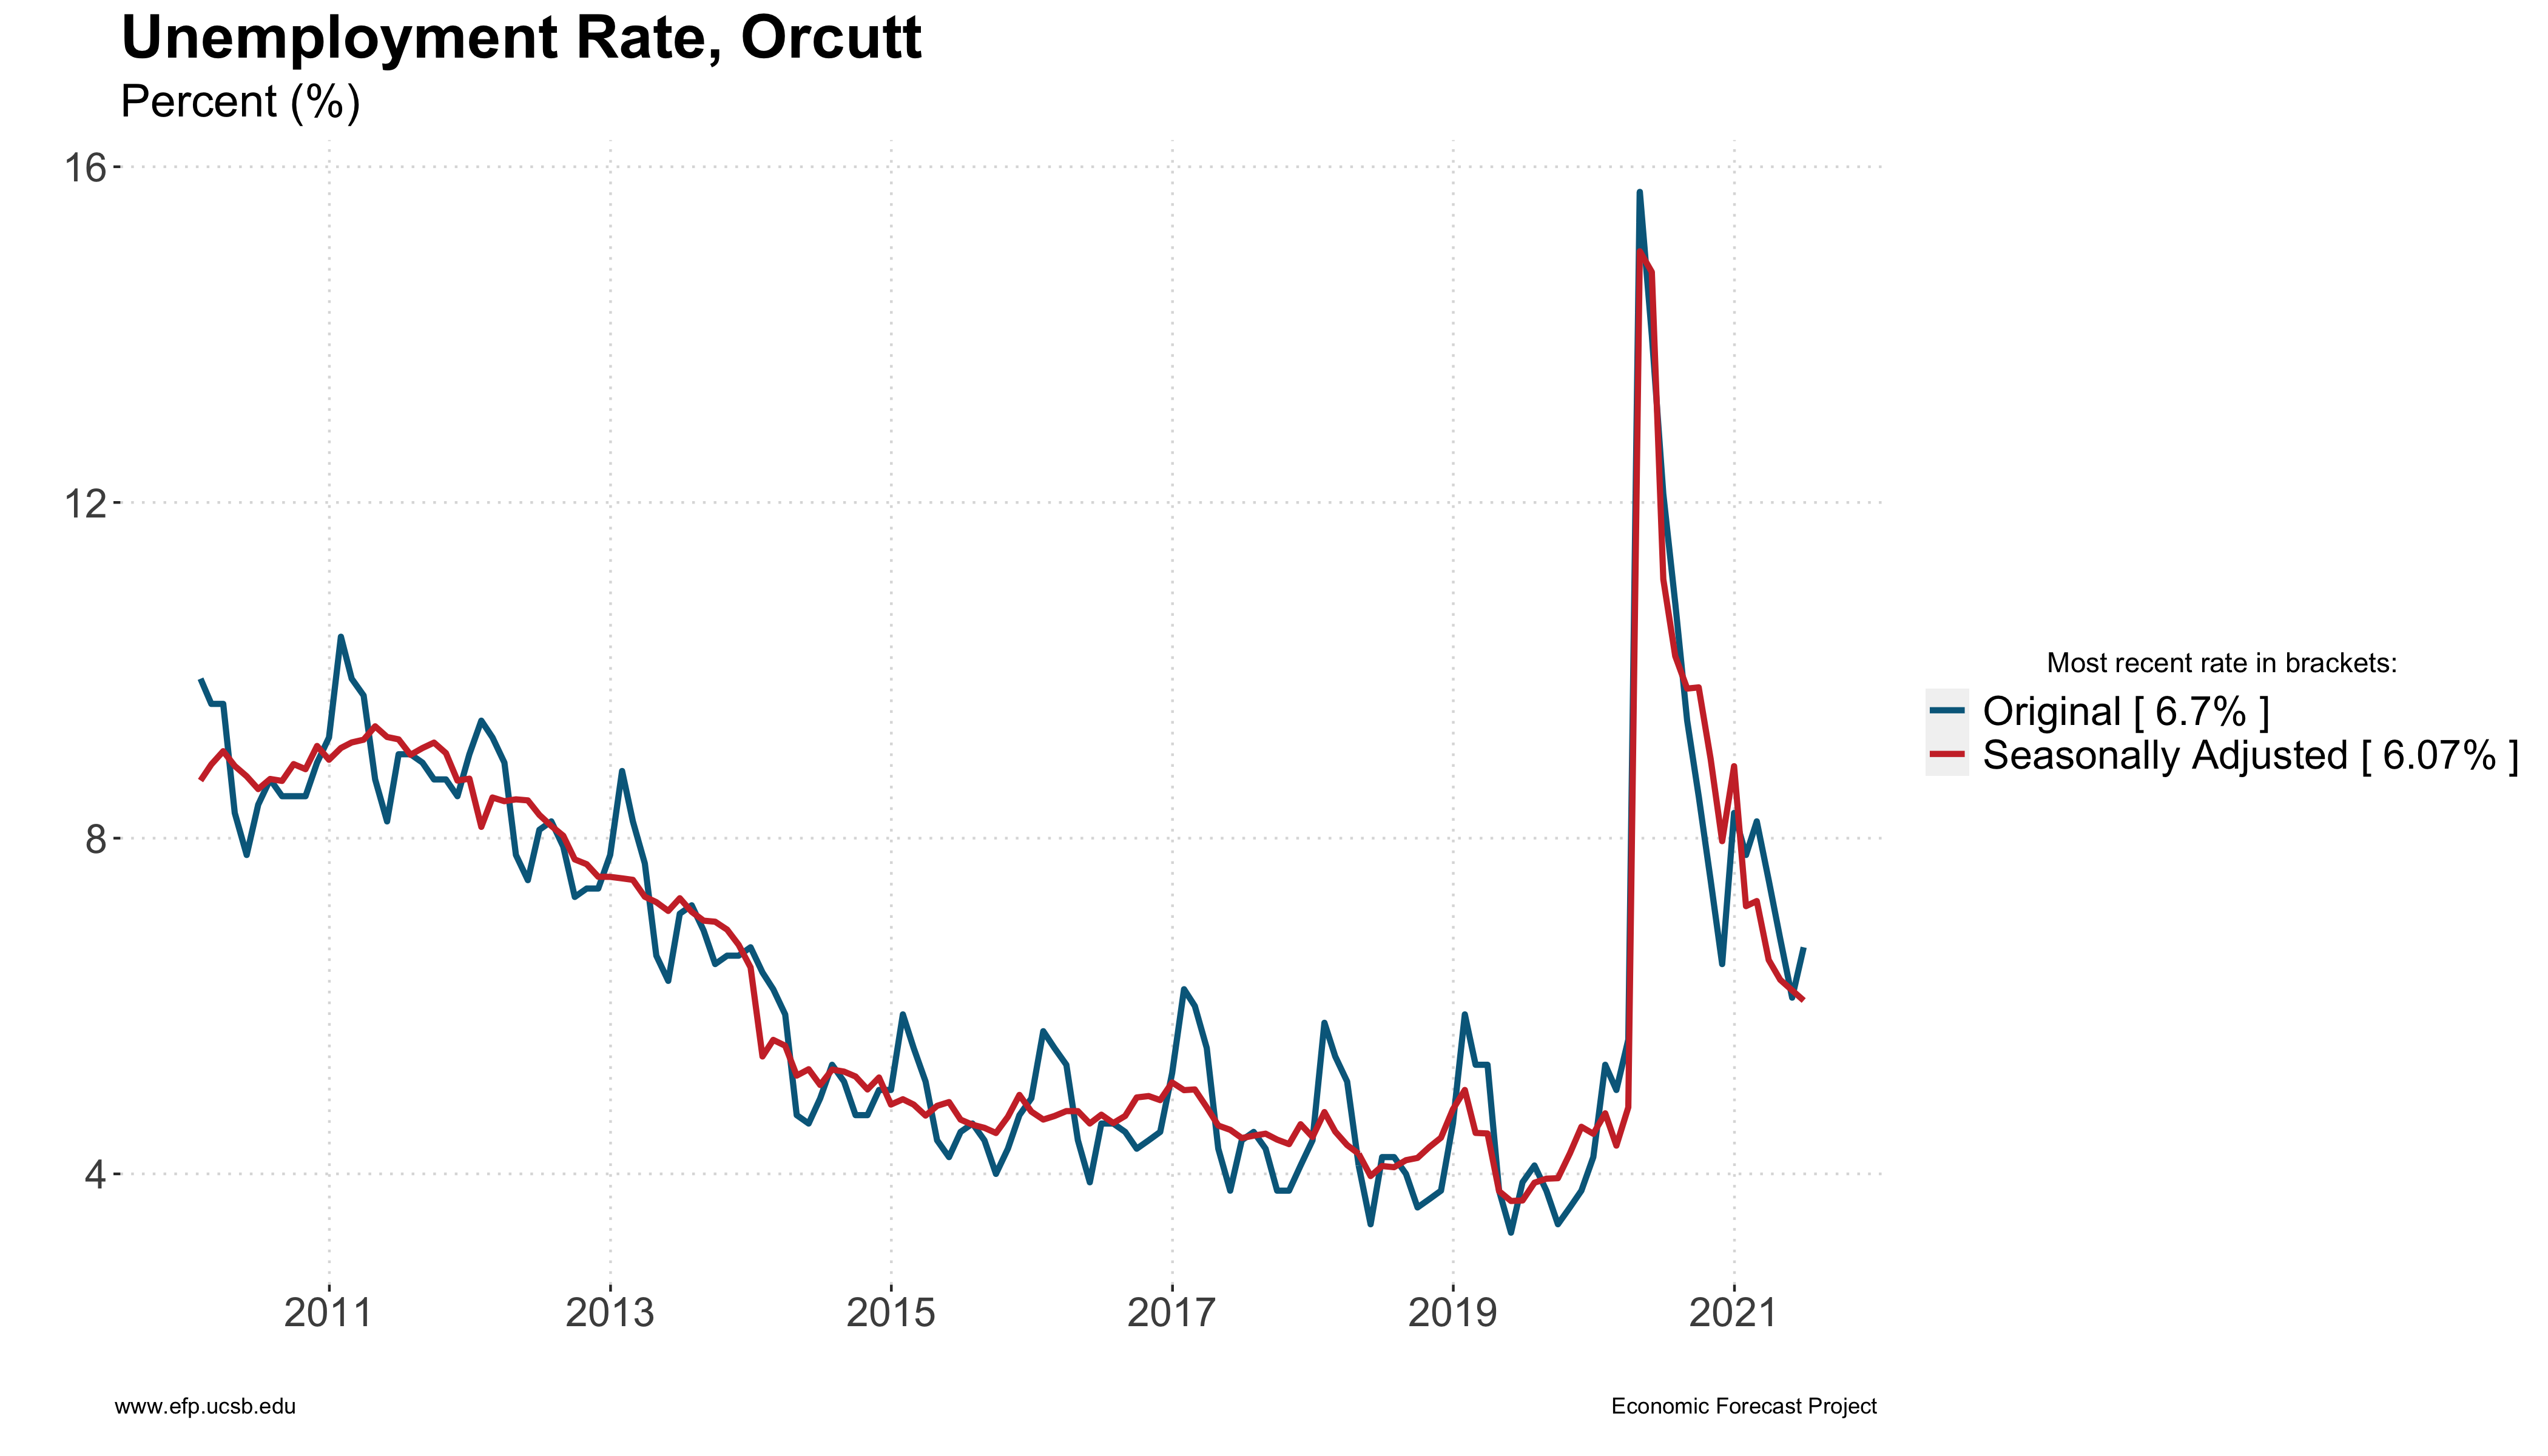 Unemployment Rate, Orcutt
Percent (%)
16
12
8
4
2011 2013 2015 2017 2019 2021
Most recent rate in brackets:
Original [ 6.7% ]
Seasonally Adjusted [ 6.07% ]
www.efp.ucsb.edu
Economic Forecast Project